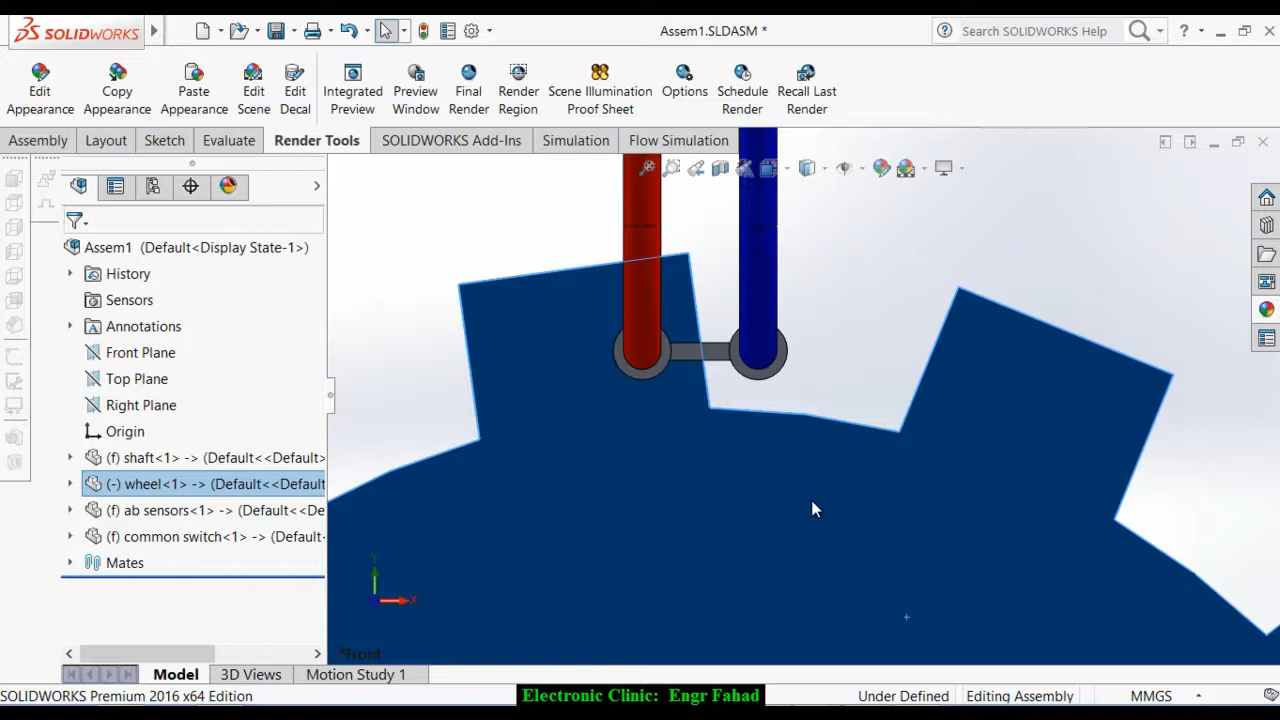 SOLIDWORKS
Assem1.SLDASM *
Search SOLIDWORKS Help
Edit Appearance
Copy Appearance
Paste Appearance
Edit Scene
Edit Decal
Integrated Preview
Preview Window
Final Render
Render Region
Scene Illumination Proof Sheet
Options
Schedule Render
Recall Last Render
Assembly
Layout
Sketch
Evaluate
Render Tools
SOLIDWORKS Add-Ins
Simulation
Flow Simulation
Assem1 (Default<Display State-1>)
History
Sensors
Annotations
Front Plane
Top Plane
Right Plane
Origin
(f) shaft<1> -> (Default<<Default>
(-) wheel<1> -> (Default<<Default
(f) ab sensors<1> -> (Default<<De
(f) common switch<1> -> (Default
Mates
Y
X
*Front
Model
3D Views
Motion Study 1
SOLIDWORKS Premium 2016 x64 Edition
Electronic Clinic: Engr Fahad
Under Defined
Editing Assembly
MMGS